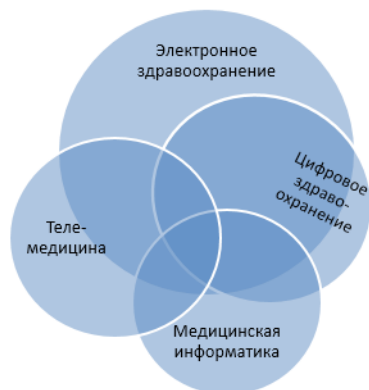 Электронное
здравоохранение
Цифровое
здраво-
охранение
Теле-
медицина
Медицинская
информатика